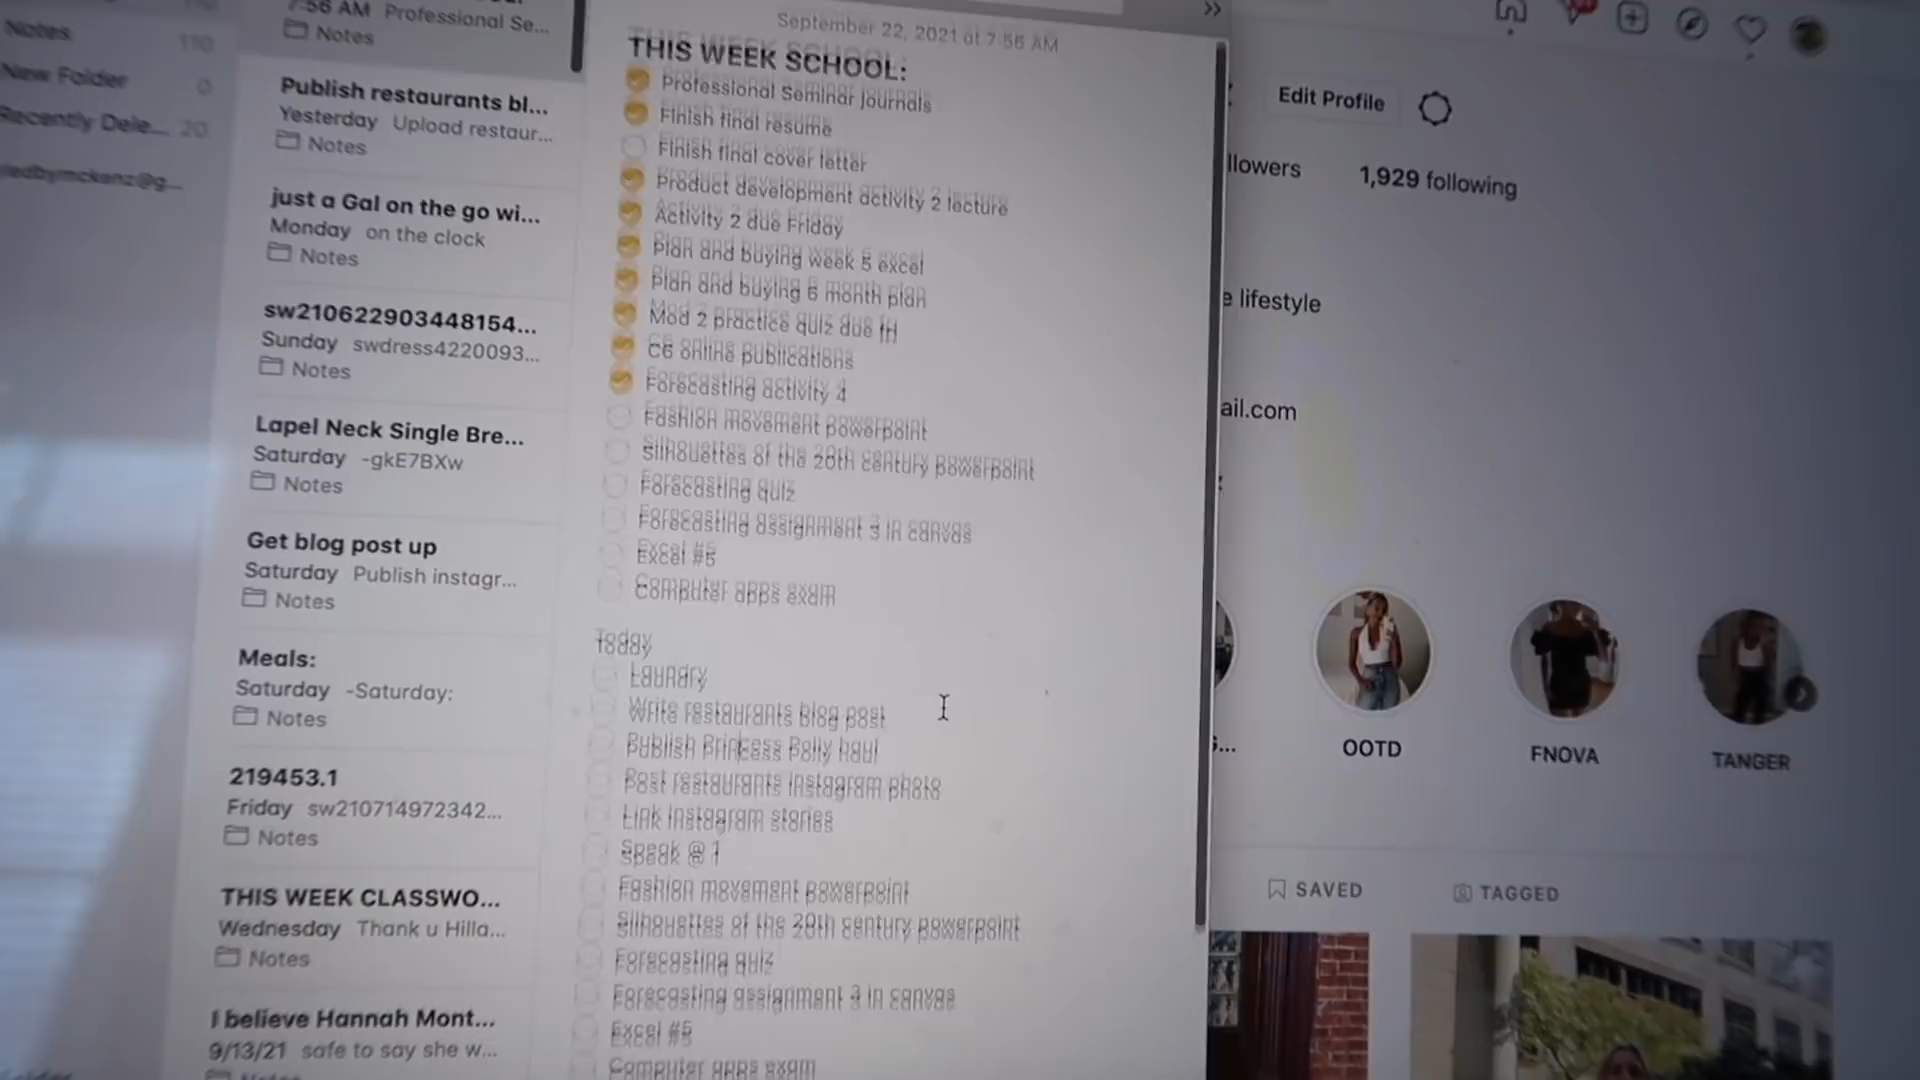 Notes 110
New Folder 0
Recently Dele... 20
7:56 AM Professional Se...
Notes
Publish restaurants bl...
Yesterday Upload restaur...
Notes
just a Gal on the go wi...
Monday on the clock
Notes
sw210622903448154...
Sunday swdress4220093...
Notes
Lapel Neck Single Bre...
Saturday -gkE7BXw
Notes
Get blog post up
Saturday Publish instagr...
Notes
Meals:
Saturday -Saturday:
Notes
219453.1
Friday sw210714972342...
Notes
THIS WEEK CLASSWO...
Wednesday Thank u Hilla...
Notes
I believe Hannah Mont...
9/13/21 safe to say she w...
September 22, 2021 at 7:56 AM
THIS WEEK SCHOOL:
Professional Seminar journals
Finish final resume
Finish final cover letter
Product development activity 2 lecture
Activity 2 due Friday
Plan and buying week 5 excel
Plan and buying 6 month plan
Mod 2 practice quiz due fri
C6 online publications
Forecasting activity 4
Fashion movement powerpoint
Silhouettes of the 20th century powerpoint
Forecasting quiz
Forecasting assignment 3 in canvas
Excel #5
Computer apps exam
Today
Laundry
Write restaurants blog post
Publish Princess Polly haul
Post restaurants instagram photo
Link Instagram stories
Speak @ 1
Fashion movement powerpoint
Silhouettes of the 20th century powerpoint
Forecasting quiz
Forecasting assignment 3 in canvas
Excel #5
Computer apps exam
Edit Profile
llowers 1,929 following
e lifestyle
ail.com
OOTD
FNOVA
TANGER
SAVED
TAGGED